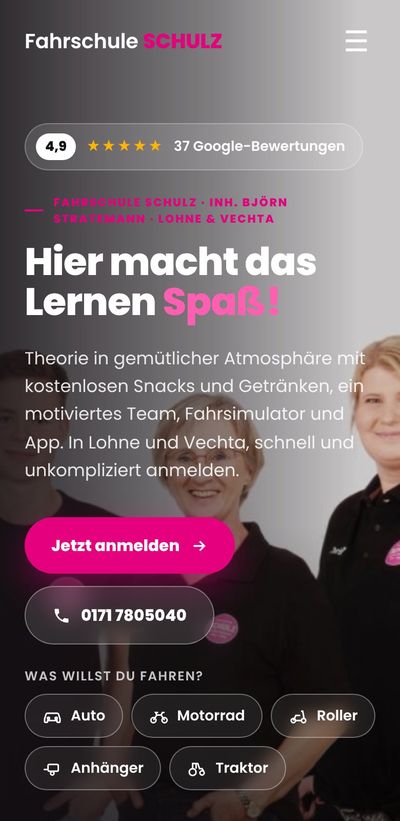 Fahrschule SCHULZ
4,9 ★★★★★ 37 Google-Bewertungen
FAHRSCHULE SCHULZ · INH. BJÖRN
STRATEMANN · LOHNE & VECHTA
Hier macht das
Lernen Spaß!
Theorie in gemütlicher Atmosphäre mit
kostenlosen Snacks und Getränken, ein
motiviertes Team, Fahrsimulator und
App. In Lohne und Vechta, schnell und
unkompliziert anmelden.
Jetzt anmelden →
0171 7805040
SCHULZ
WAS WILLST DU FAHREN?
Auto Motorrad Roller
Anhänger Traktor